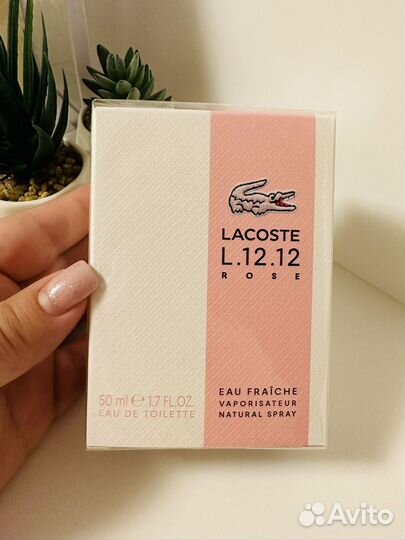 LACOSTE
L.12.12
ROSE
50 ml e 1.7 FL.OZ.
EAU DE TOILETTE
EAU FRAÎCHE
VAPORISATEUR
NATURAL SPRAY
Avito